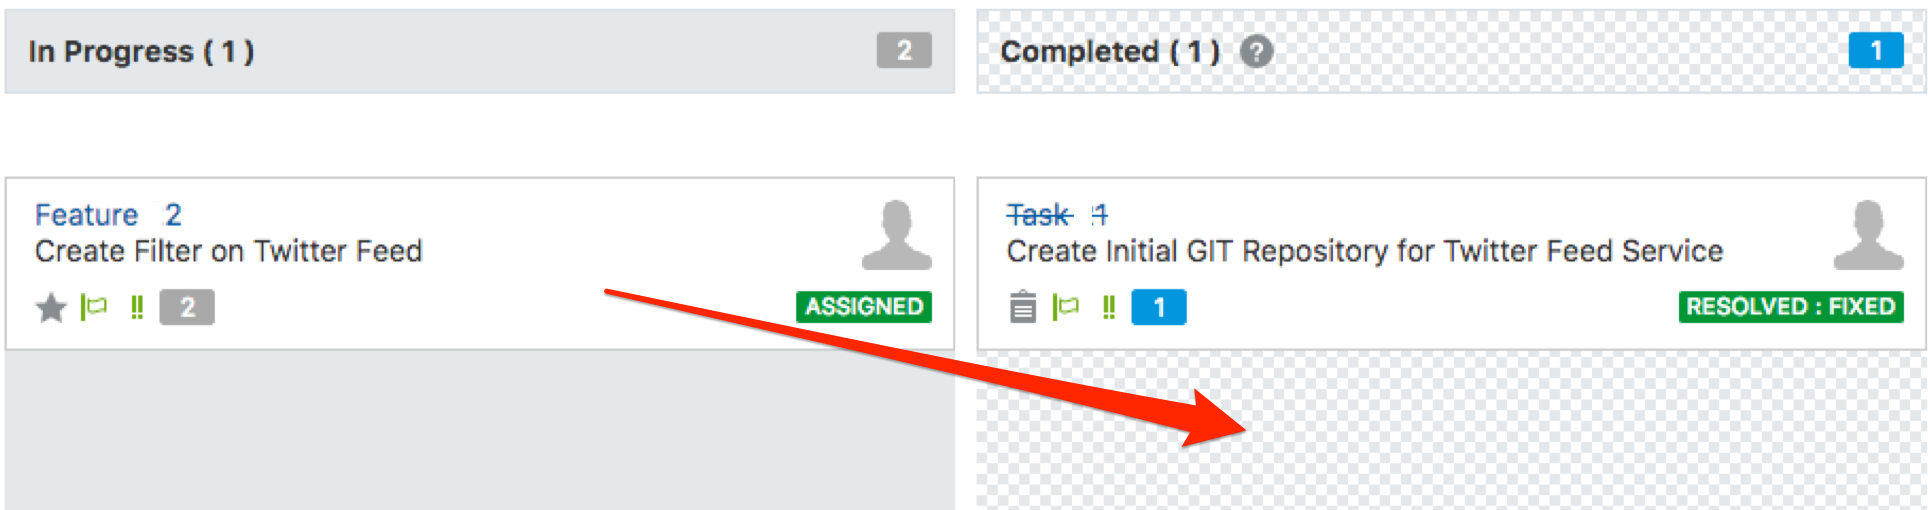 In Progress ( 1 ) 2
Completed ( 1 ) ? 1
Feature 2
Create Filter on Twitter Feed
!! 2 ASSIGNED
Task 1
Create Initial GIT Repository for Twitter Feed Service
!! 1 RESOLVED : FIXED